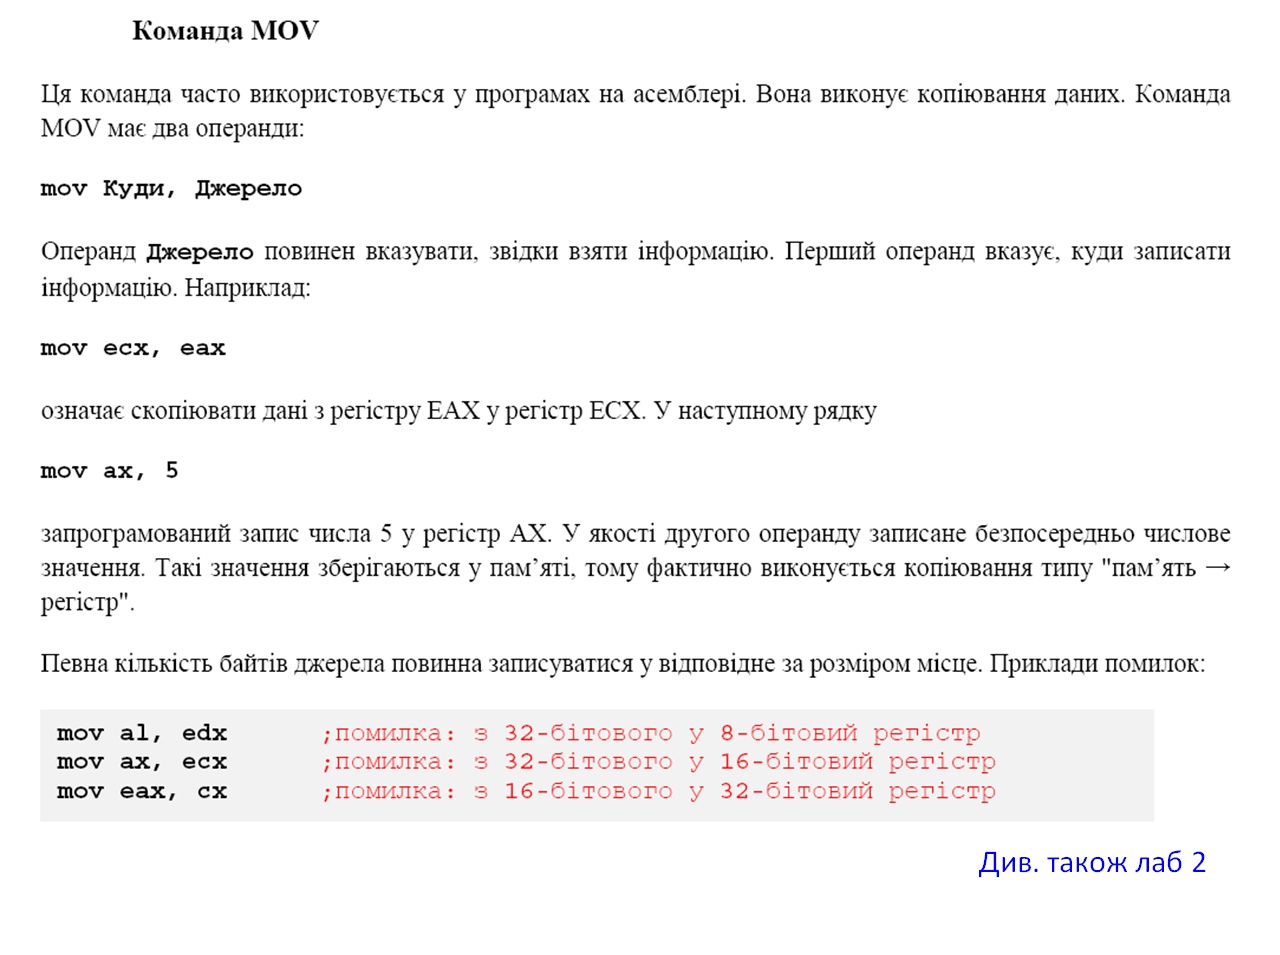 Команда MOV
Ця команда часто використовується у програмах на асемблері. Вона виконує копіювання даних. Команда
MOV має два операнди:
mov Куди, Джерело
Операнд Джерело повинен вказувати, звідки взяти інформацію. Перший операнд вказує, куди записати
інформацію. Наприклад:
mov ecx, eax
означає скопіювати дані з регістру EAX у регістр ECX. У наступному рядку
mov ax, 5
запрограмований запис числа 5 у регістр AX. У якості другого операнду записане безпосередньо числове
значення. Такі значення зберігаються у пам’яті, тому фактично виконується копіювання типу "пам’ять →
регістр".
Певна кількість байтів джерела повинна записуватися у відповідне за розміром місце. Приклади помилок:
mov al, edx ;помилка: з 32-бітового у 8-бітовий регістр
mov ax, ecx ;помилка: з 32-бітового у 16-бітовий регістр
mov eax, cx ;помилка: з 16-бітового у 32-бітовий регістр
Див. також лаб 2